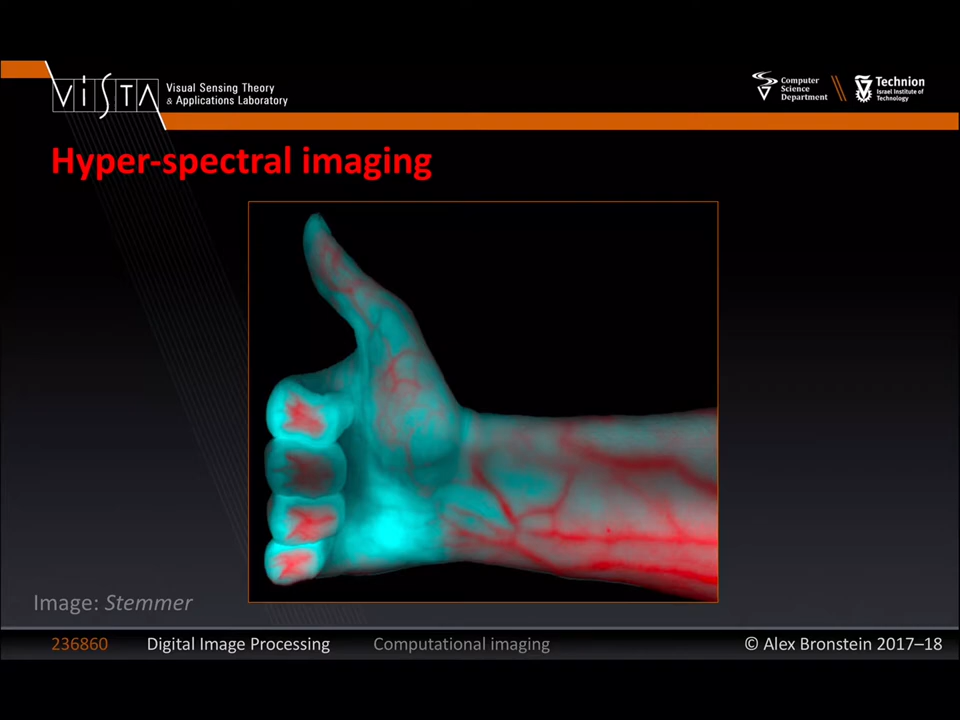 ViSTA
Visual Sensing Theory
& Applications Laboratory
Computer
Science
Department
Technion
Israel Institute of
Technology
Hyper-spectral imaging
Image: Stemmer
236860 Digital Image Processing Computational imaging © Alex Bronstein 2017–18